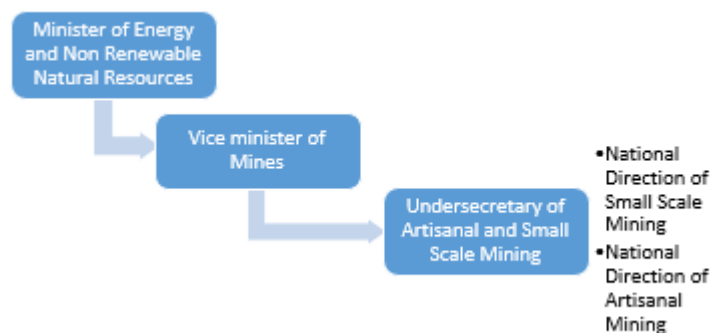 Minister of Energy
and Non Renewable
Natural Resources
Vice minister of
Mines
Undersecretary of
Artisanal and Small
Scale Mining
•National
Direction of
Small Scale
Mining
•National
Direction of
Artisanal
Mining